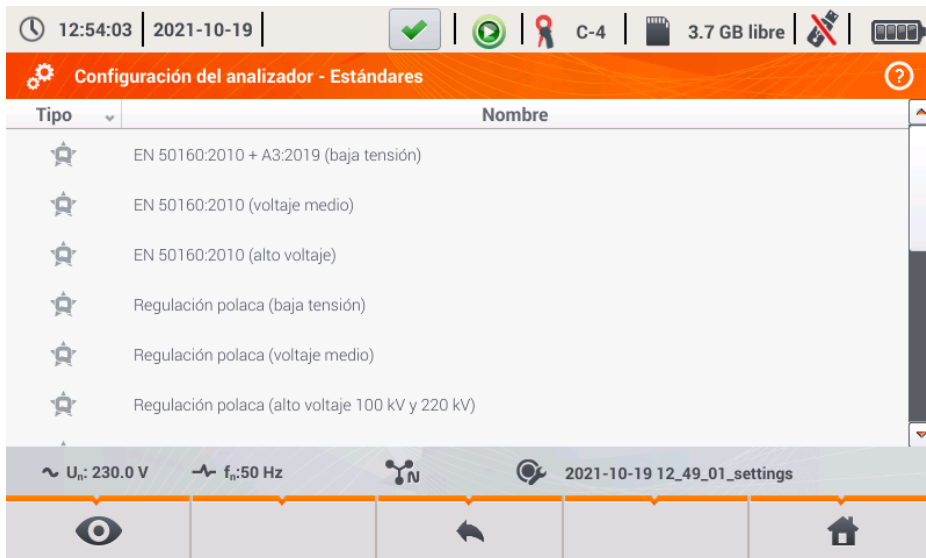 12:54:03 2021-10-19 C-4 3.7 GB libre
Configuración del analizador - Estándares ?
Tipo Nombre
EN 50160:2010 + A3:2019 (baja tensión)
EN 50160:2010 (voltaje medio)
EN 50160:2010 (alto voltaje)
Regulación polaca (baja tensión)
Regulación polaca (voltaje medio)
Regulación polaca (alto voltaje 100 kV y 220 kV)
Un: 230.0 V fn:50 Hz N 2021-10-19 12_49_01_settings